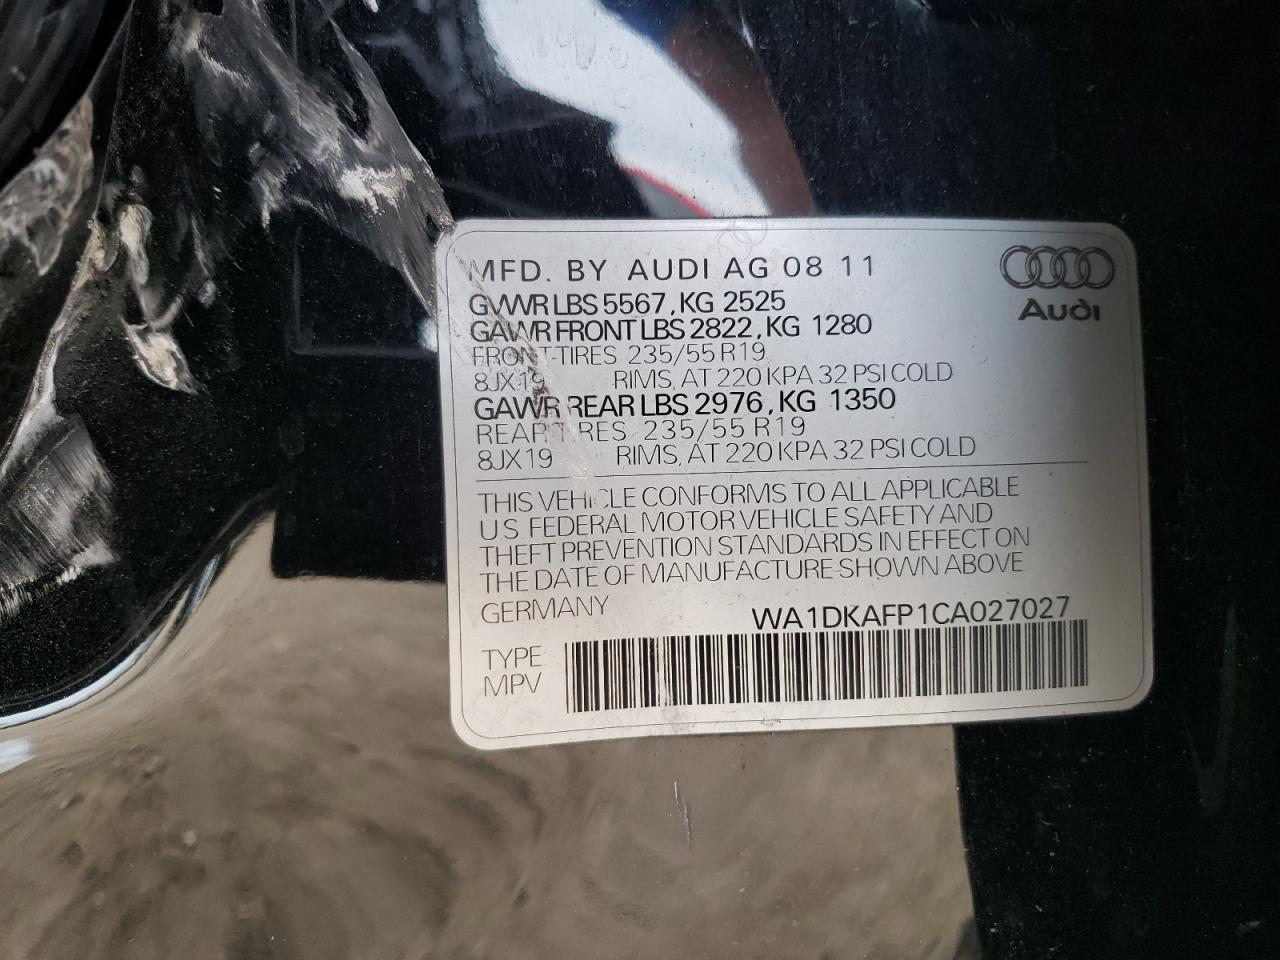 MFD. BY AUDI AG 08 11
GVWR LBS 5567, KG 2525
GAWR FRONT LBS 2822, KG 1280
FRONT-TIRES 235/55 R19
8JX19 RIMS, AT 220 KPA 32 PSI COLD
GAWR REAR LBS 2976, KG 1350
REAR TIRES 235/55 R19
8JX19 RIMS, AT 220 KPA 32 PSI COLD
THIS VEHICLE CONFORMS TO ALL APPLICABLE
U.S. FEDERAL MOTOR VEHICLE SAFETY AND
THEFT PREVENTION STANDARDS IN EFFECT ON
THE DATE OF MANUFACTURE SHOWN ABOVE
GERMANY WA1DKAFP1CA027027
TYPE
MPV
Audi